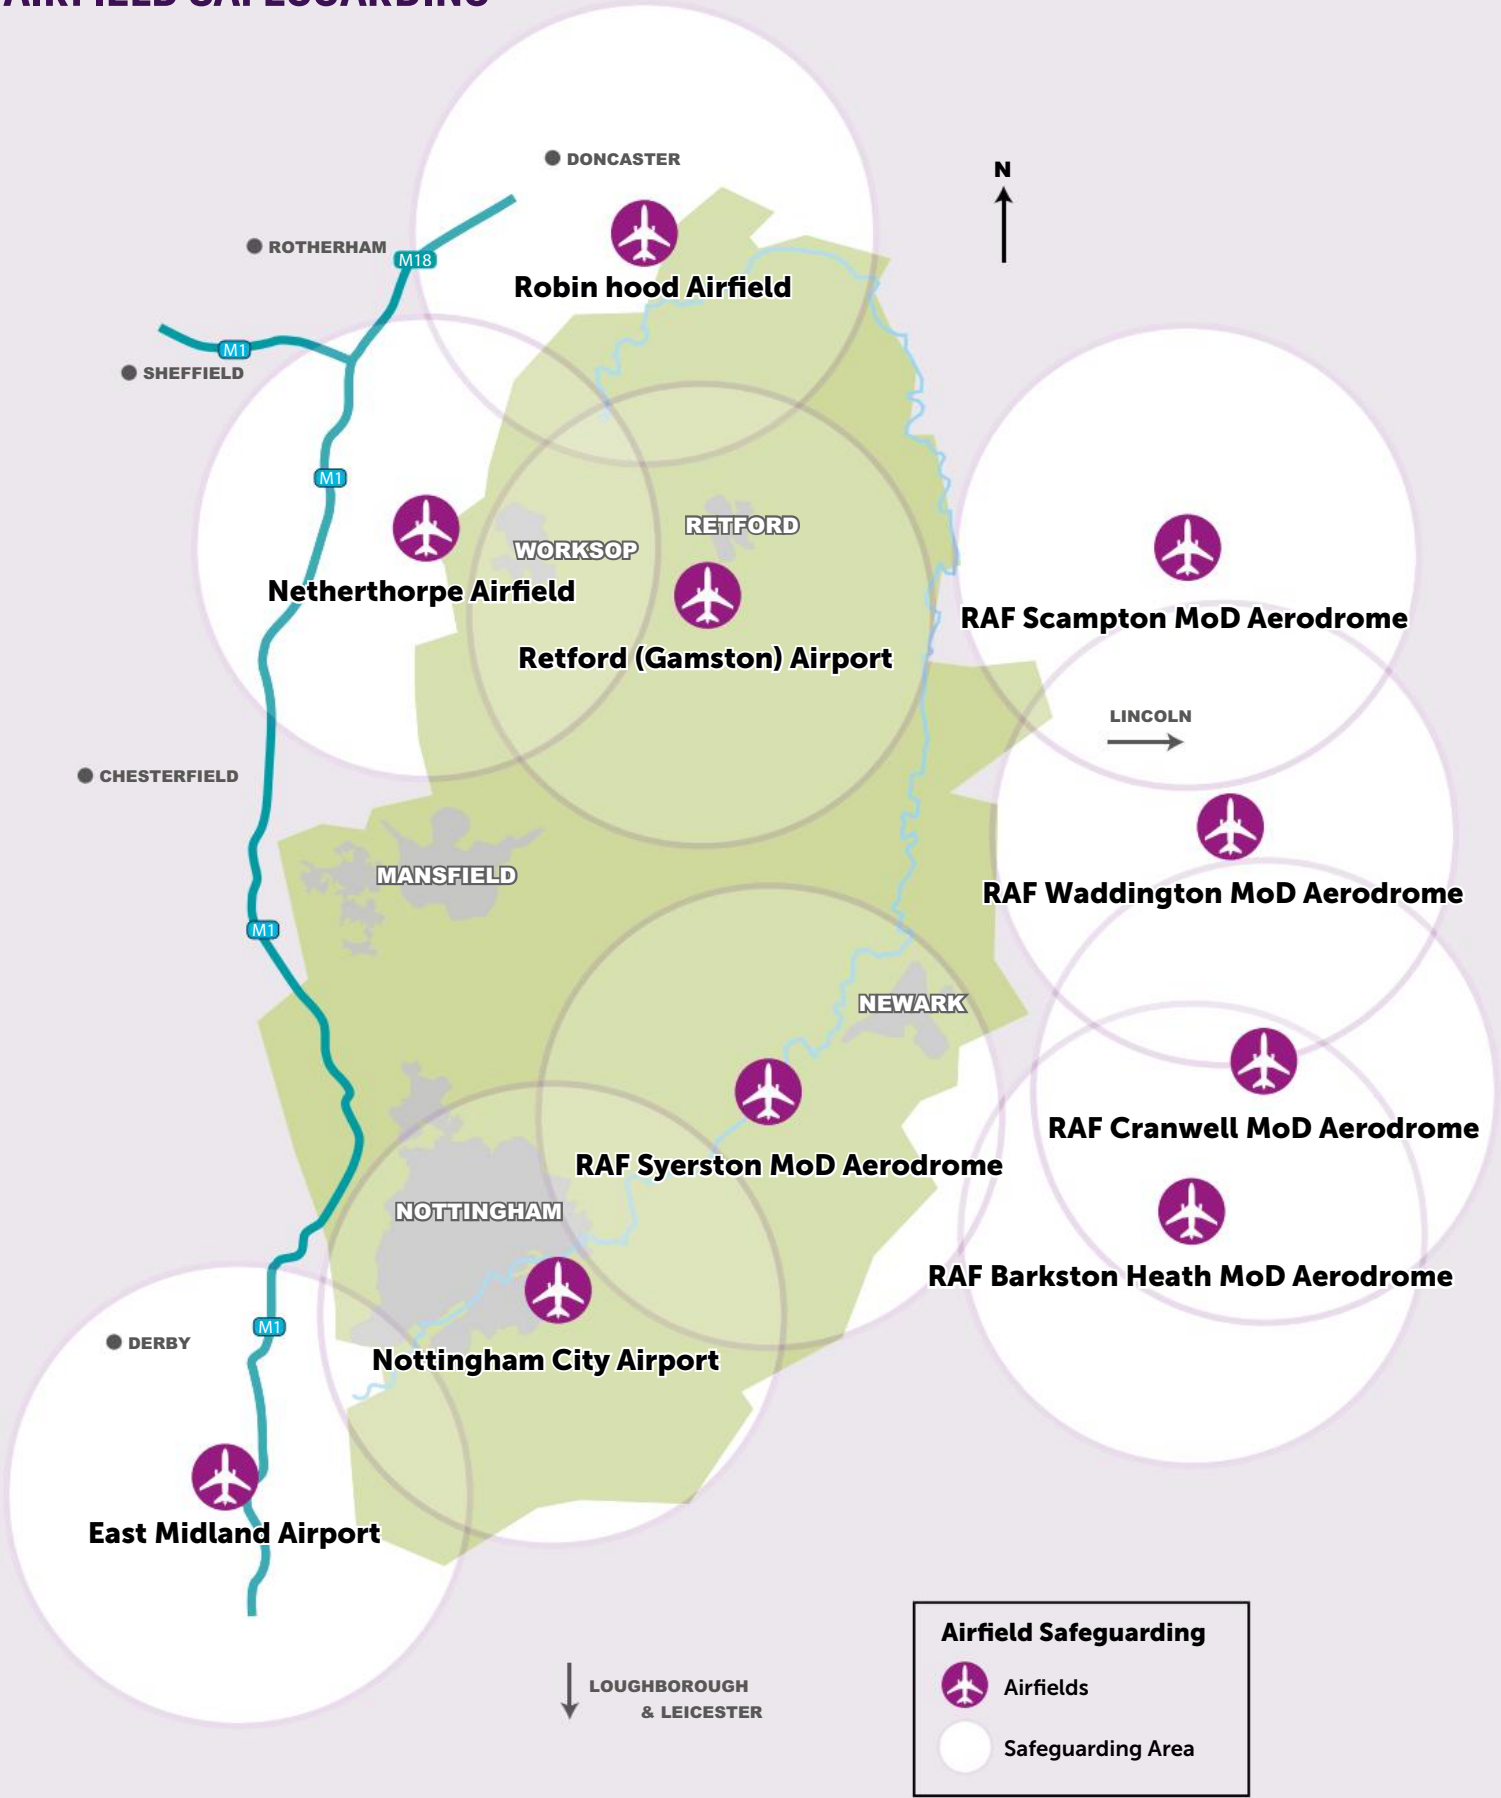 AIRFIELD SAFEGUARDING
DONCASTER
N
ROTHERHAM
M18
Robin hood Airfield
M1
SHEFFIELD
M1
RETFORD
WORKSOP
Netherthorpe Airfield
RAF Scampton MoD Aerodrome
Retford (Gamston) Airport
LINCOLN
CHESTERFIELD
MANSFIELD
RAF Waddington MoD Aerodrome
M1
NEWARK
RAF Cranwell MoD Aerodrome
RAF Syerston MoD Aerodrome
NOTTINGHAM
RAF Barkston Heath MoD Aerodrome
M1
DERBY
Nottingham City Airport
East Midland Airport
Airfield Safeguarding
LOUGHBOROUGH
& LEICESTER
Airfields
Safeguarding Area